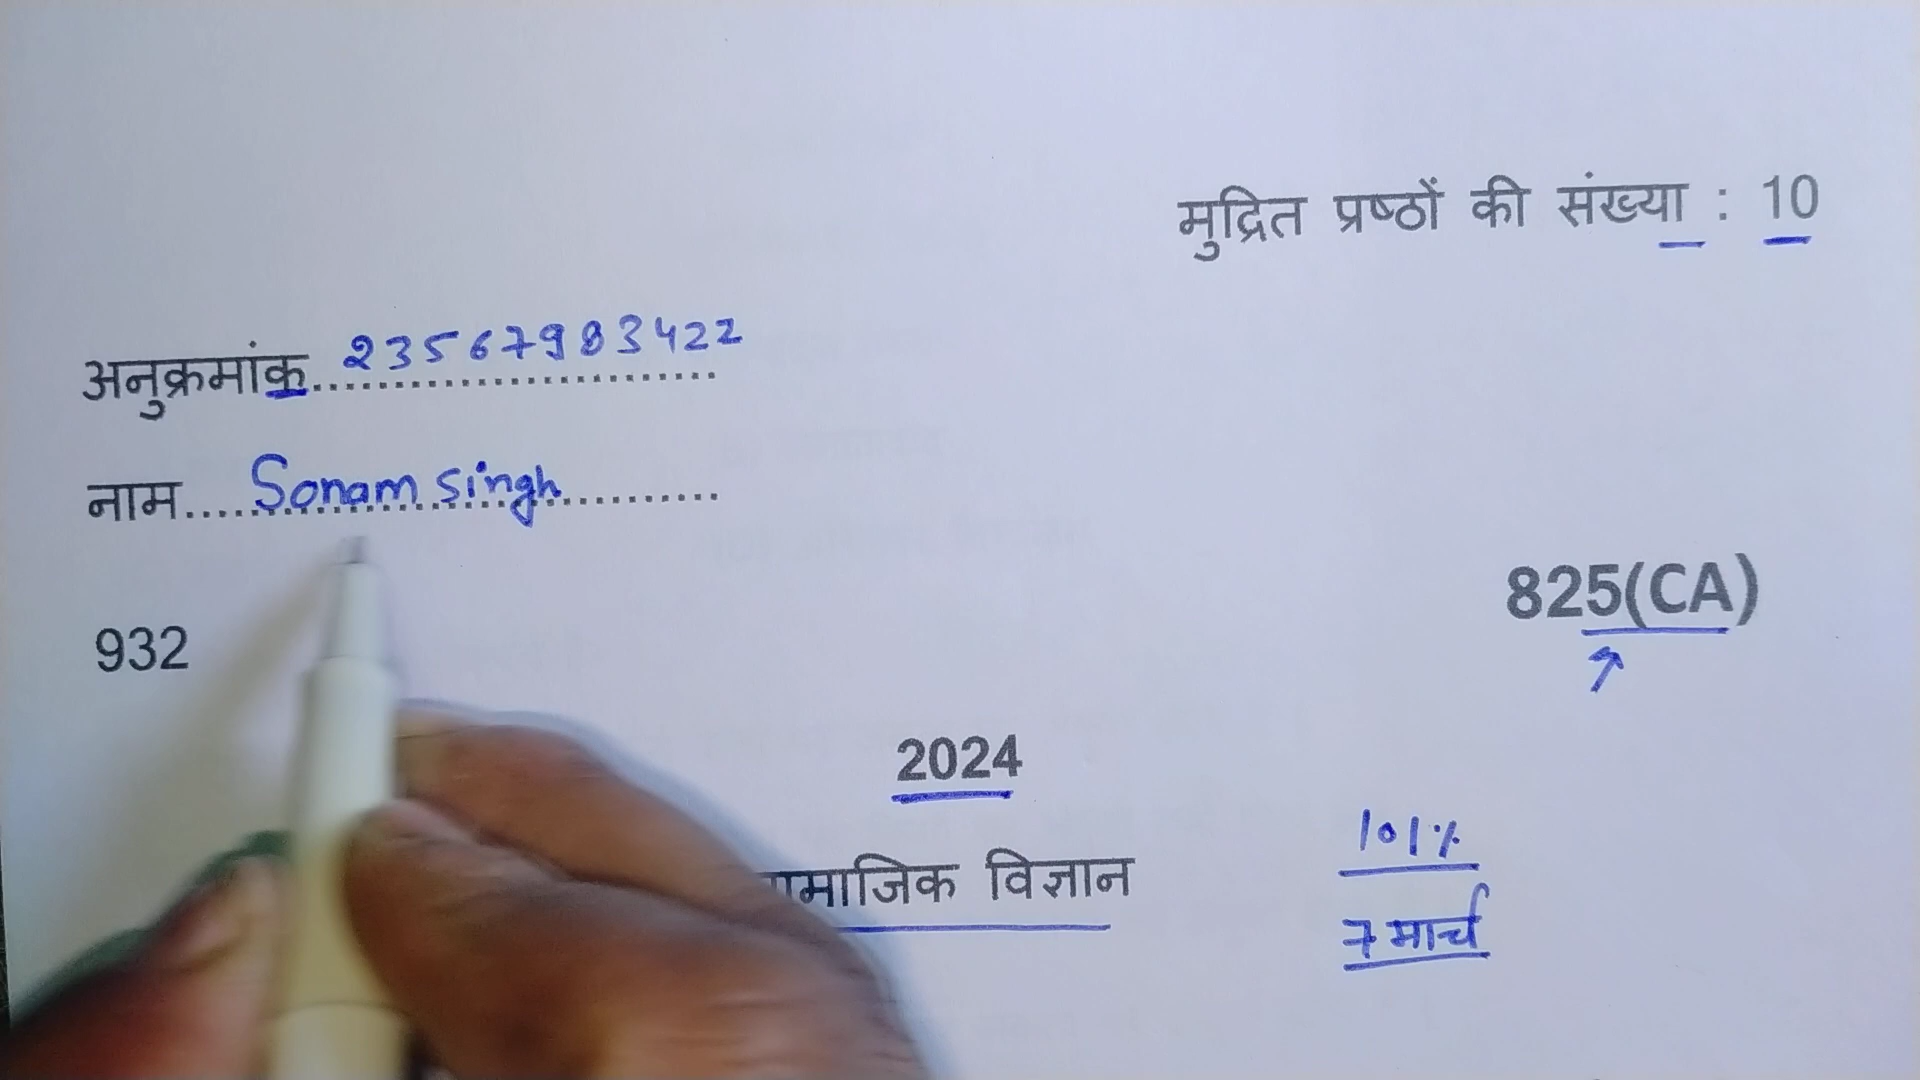 मुद्रित प्रष्ठों की संख्या : 10
अनुक्रमांक.... 23567983422
नाम.... Sonam singh
825(CA)
932
2024
101%
सामाजिक विज्ञान
7 मार्च